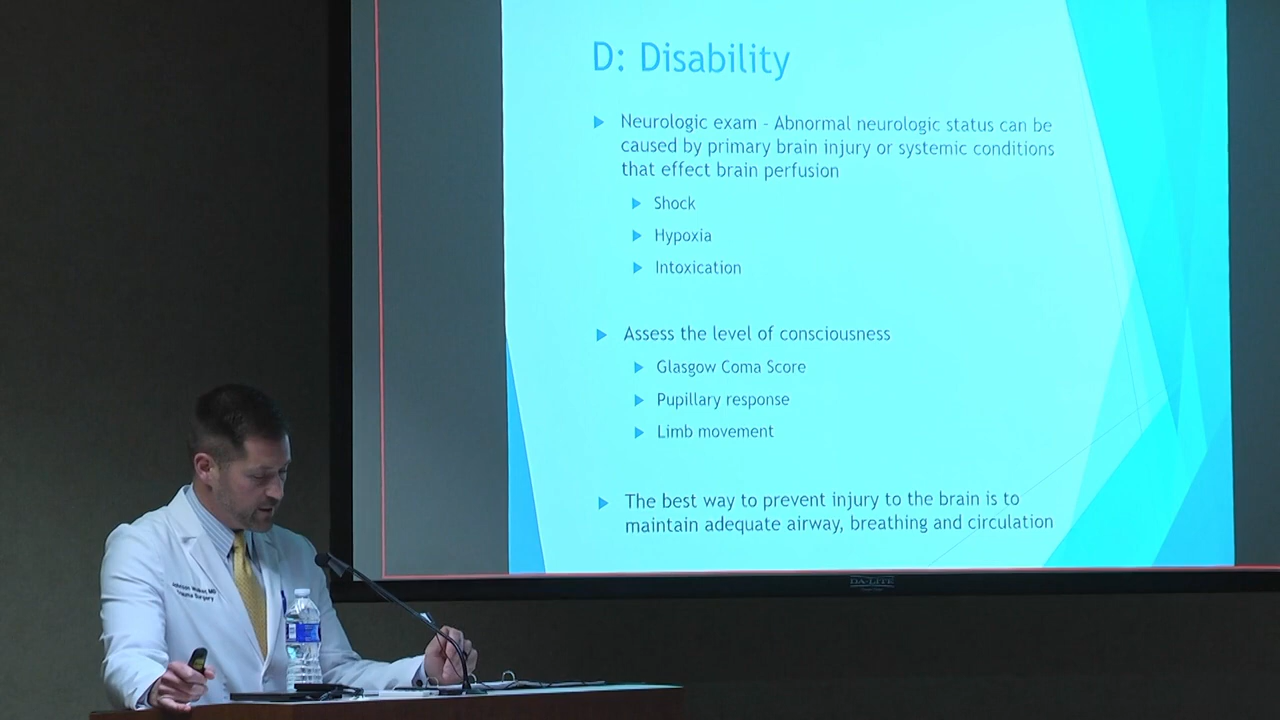 D: Disability
Neurologic exam - Abnormal neurologic status can be
caused by primary brain injury or systemic conditions
that effect brain perfusion
Shock
Hypoxia
Intoxication
Assess the level of consciousness
Glasgow Coma Score
Pupillary response
Limb movement
The best way to prevent injury to the brain is to
maintain adequate airway, breathing and circulation
DA-LITE
MD
Surgery